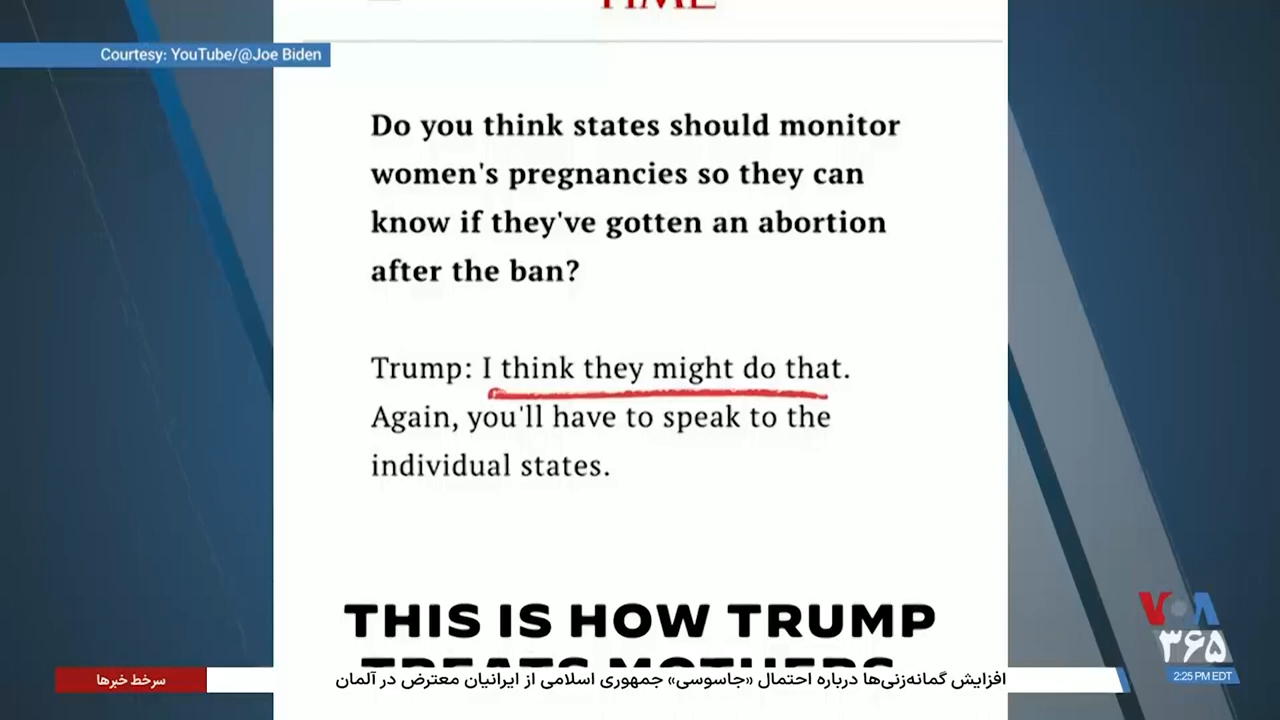 TIME
Courtesy: YouTube/@Joe Biden
Do you think states should monitor
women's pregnancies so they can
know if they've gotten an abortion
after the ban?
Trump: I think they might do that.
Again, you'll have to speak to the
individual states.
THIS IS HOW TRUMP
TREATS MOTHERS
VOA
۳۶۵
2:25 PM EDT
سرخط خبرها
افزایش گمانه‌زنی‌ها درباره احتمال «جاسوسی» جمهوری اسلامی از ایرانیان معترض در آلمان